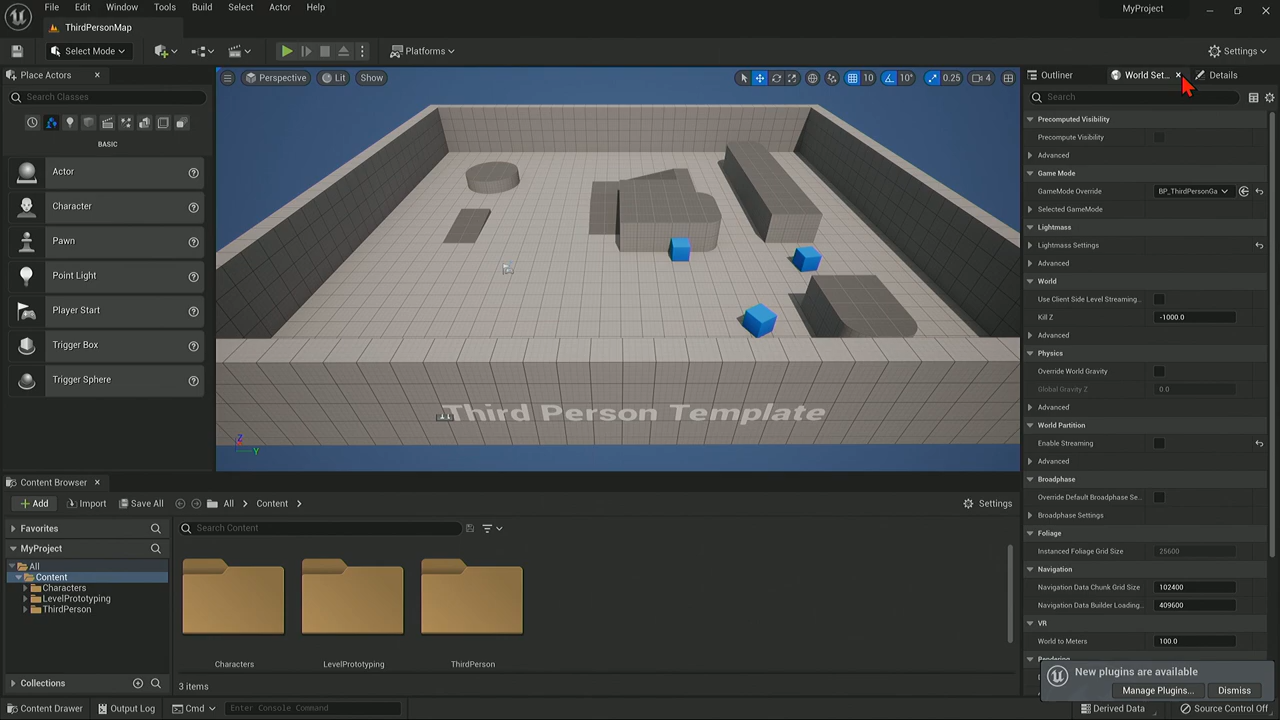 File Edit Window Tools Build Select Actor Help
MyProject
ThirdPersonMap
Select Mode
Platforms
Settings
Place Actors
Search Classes
BASIC
Actor
Character
Pawn
Point Light
Player Start
Trigger Box
Trigger Sphere
Perspective Lit Show
10 10° 0.25 4
Third Person Template
Z
Y
Outliner World Set... Details
Search
Precomputed Visibility
Precompute Visibility
Advanced
Game Mode
GameMode Override BP_ThirdPersonGa
Selected GameMode
Lightmass
Lightmass Settings
Advanced
World
Use Client Side Level Streaming...
Kill Z -1000.0
Advanced
Physics
Override World Gravity
Global Gravity Z 0.0
Advanced
World Partition
Enable Streaming
Advanced
Broadphase
Override Default Broadphase Se...
Broadphase Settings
Foliage
Instanced Foliage Grid Size 25600
Navigation
Navigation Data Chunk Grid Size 102400
Navigation Data Builder Loading... 409600
VR
World to Meters 100.0
New plugins are available
Manage Plugins... Dismiss
Content Browser
Add Import Save All All Content Settings
Favorites
Search Content
MyProject
All
Content
Characters
LevelPrototyping
ThirdPerson
Characters LevelPrototyping ThirdPerson
Collections
3 items
Content Drawer Output Log Cmd Enter Console Command Derived Data Source Control Off